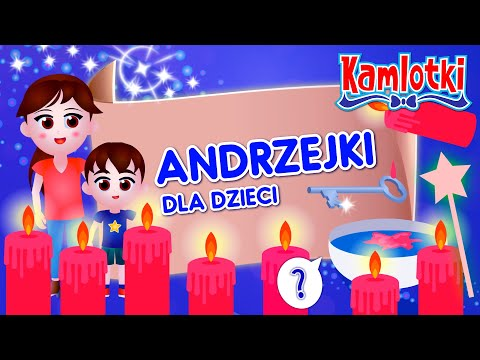 Kamlotki
ANDRZEJKI
DLA DZIECI
?